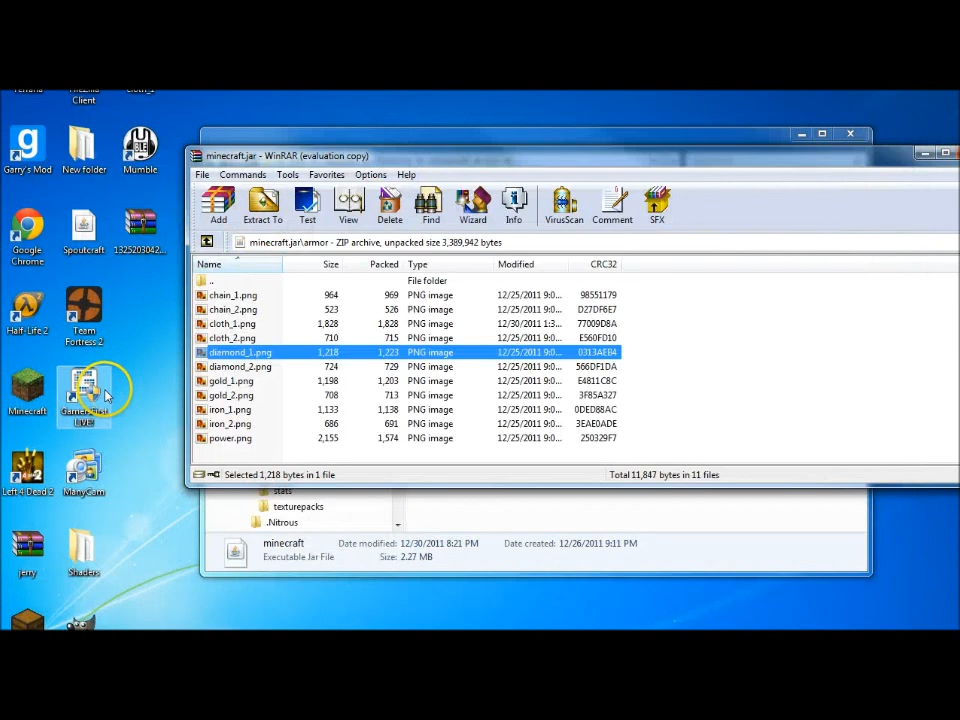 Client
Garry's Mod
New folder
Mumble
Google
Chrome
Spoutcraft
1325203042...
Half-Life 2
Team
Fortress 2
Minecraft
GamersFirst
LIVE!
Left 4 Dead 2
ManyCam
jerry
Shaders
minecraft.jar - WinRAR (evaluation copy)
File Commands Tools Favorites Options Help
Add Extract To Test View Delete Find Wizard Info VirusScan Comment SFX
minecraft.jar\armor - ZIP archive, unpacked size 3,389,942 bytes
Name Size Packed Type Modified CRC32
.. File folder
chain_1.png 964 969 PNG image 12/25/2011 9:0... 98551179
chain_2.png 523 526 PNG image 12/25/2011 9:0... D27DF6E7
cloth_1.png 1,828 1,828 PNG image 12/30/2011 1:3... 77009D8A
cloth_2.png 710 715 PNG image 12/25/2011 9:0... E560FD10
diamond_1.png 1,218 1,223 PNG image 12/25/2011 9:0... 0313AEB4
diamond_2.png 724 729 PNG image 12/25/2011 9:0... 566DF1DA
gold_1.png 1,198 1,203 PNG image 12/25/2011 9:0... E4811C8C
gold_2.png 708 713 PNG image 12/25/2011 9:0... 3F85A327
iron_1.png 1,133 1,138 PNG image 12/25/2011 9:0... 0DED88AC
iron_2.png 686 691 PNG image 12/25/2011 9:0... 3EAE0ADE
power.png 2,155 1,574 PNG image 12/25/2011 9:0... 250329F7
Selected 1,218 bytes in 1 file Total 11,847 bytes in 11 files
stats
texturepacks
.Nitrous
minecraft Date modified: 12/30/2011 8:21 PM Date created: 12/26/2011 9:11 PM
Executable Jar File Size: 2.27 MB